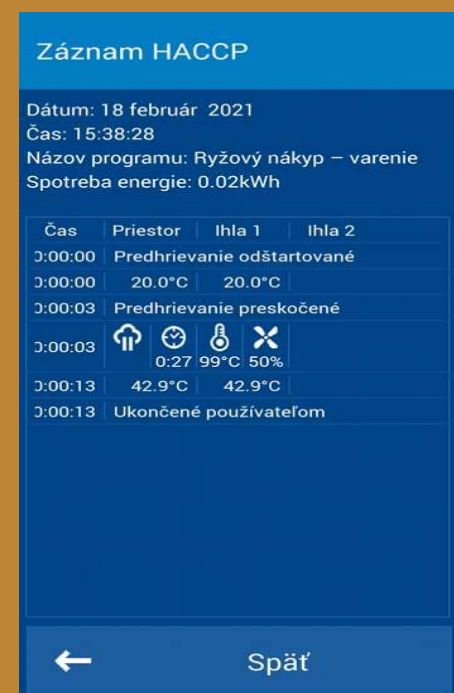 Záznam HACCP
Dátum: 18 február 2021
Čas: 15:38:28
Názov programu: Ryžový nákyp – varenie
Spotreba energie: 0.02kWh
Čas Priestor Ihla 1 Ihla 2
0:00:00 Predhrievanie odštartované
0:00:00 20.0°C 20.0°C
0:00:03 Predhrievanie preskočené
0:00:03 0:27 99°C 50%
0:00:13 42.9°C 42.9°C
0:00:13 Ukončené používateľom
Späť